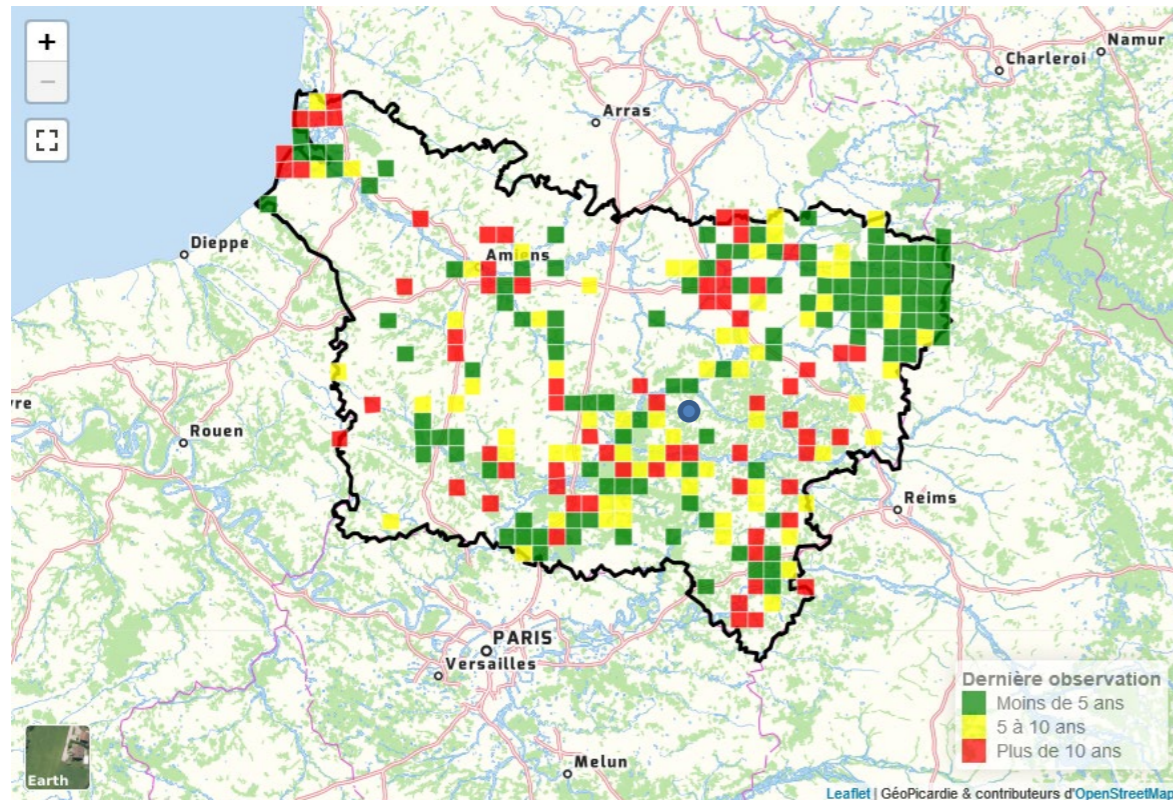 +
−
Namur
Charleroi
Arras
Dieppe
Amiens
vre
Rouen
Reims
PARIS
Versailles
Melun
Dernière observation
Moins de 5 ans
5 à 10 ans
Plus de 10 ans
Earth
Leaflet | GéoPicardie & contributeurs d'OpenStreetMap